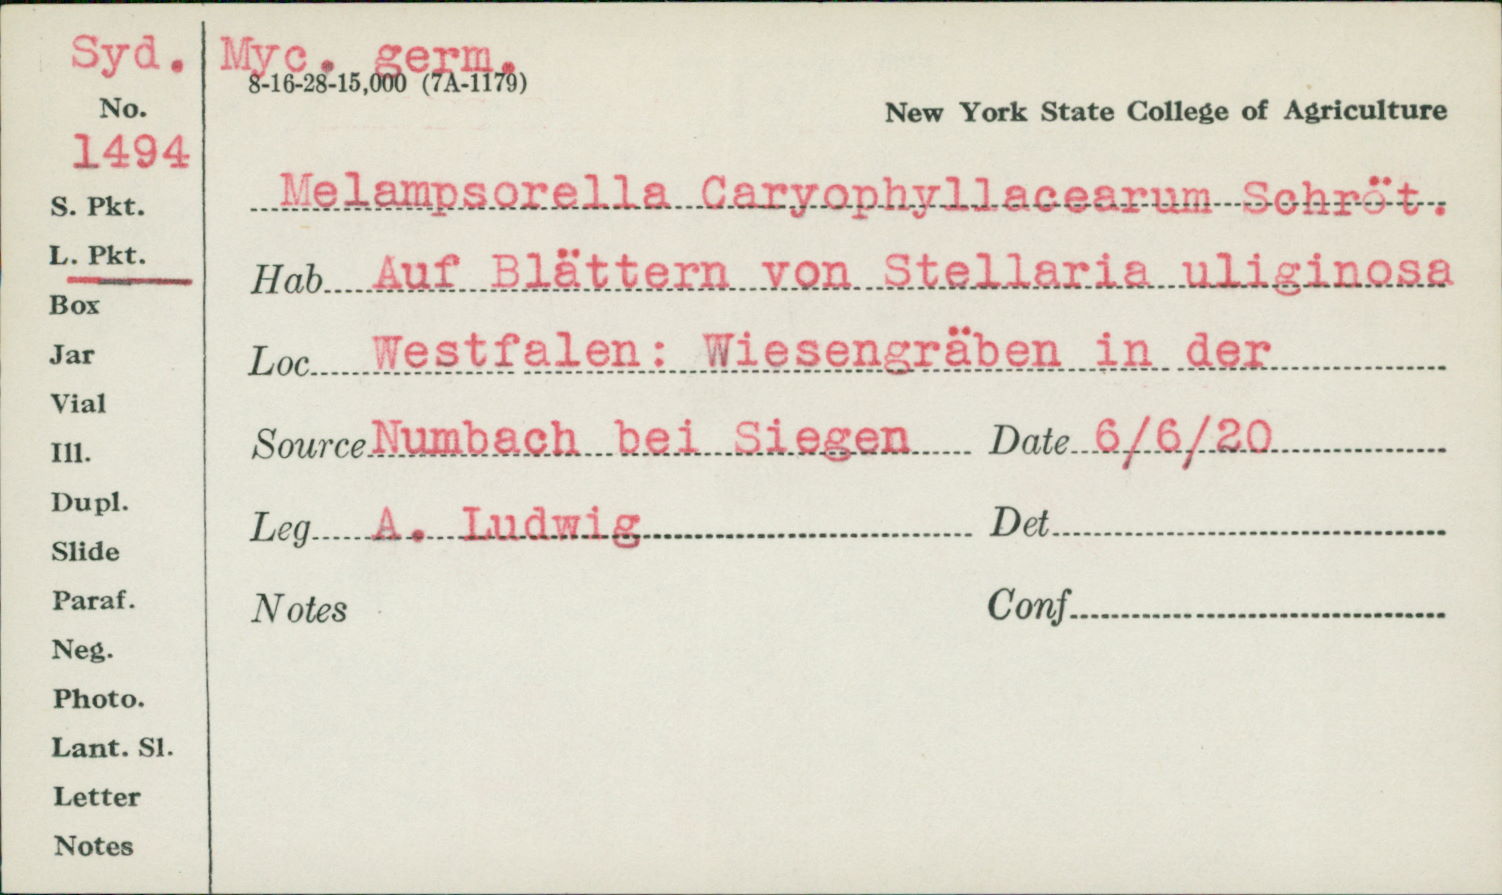 Syd. Myc. germ.
8-16-28-15,000 (7A-1179)
No.
New York State College of Agriculture
1494
Melampsorella Caryophyllacearum Schröt.
S. Pkt.
L. Pkt.
Hab Auf Blättern von Stellaria uliginosa
Box
Jar
Loc Westfalen: Wiesengräben in der
Vial
Ill.
Source Numbach bei Siegen Date 6/6/20
Dupl.
Leg A. Ludwig Det
Slide
Paraf.
Notes Conf
Neg.
Photo.
Lant. Sl.
Letter
Notes